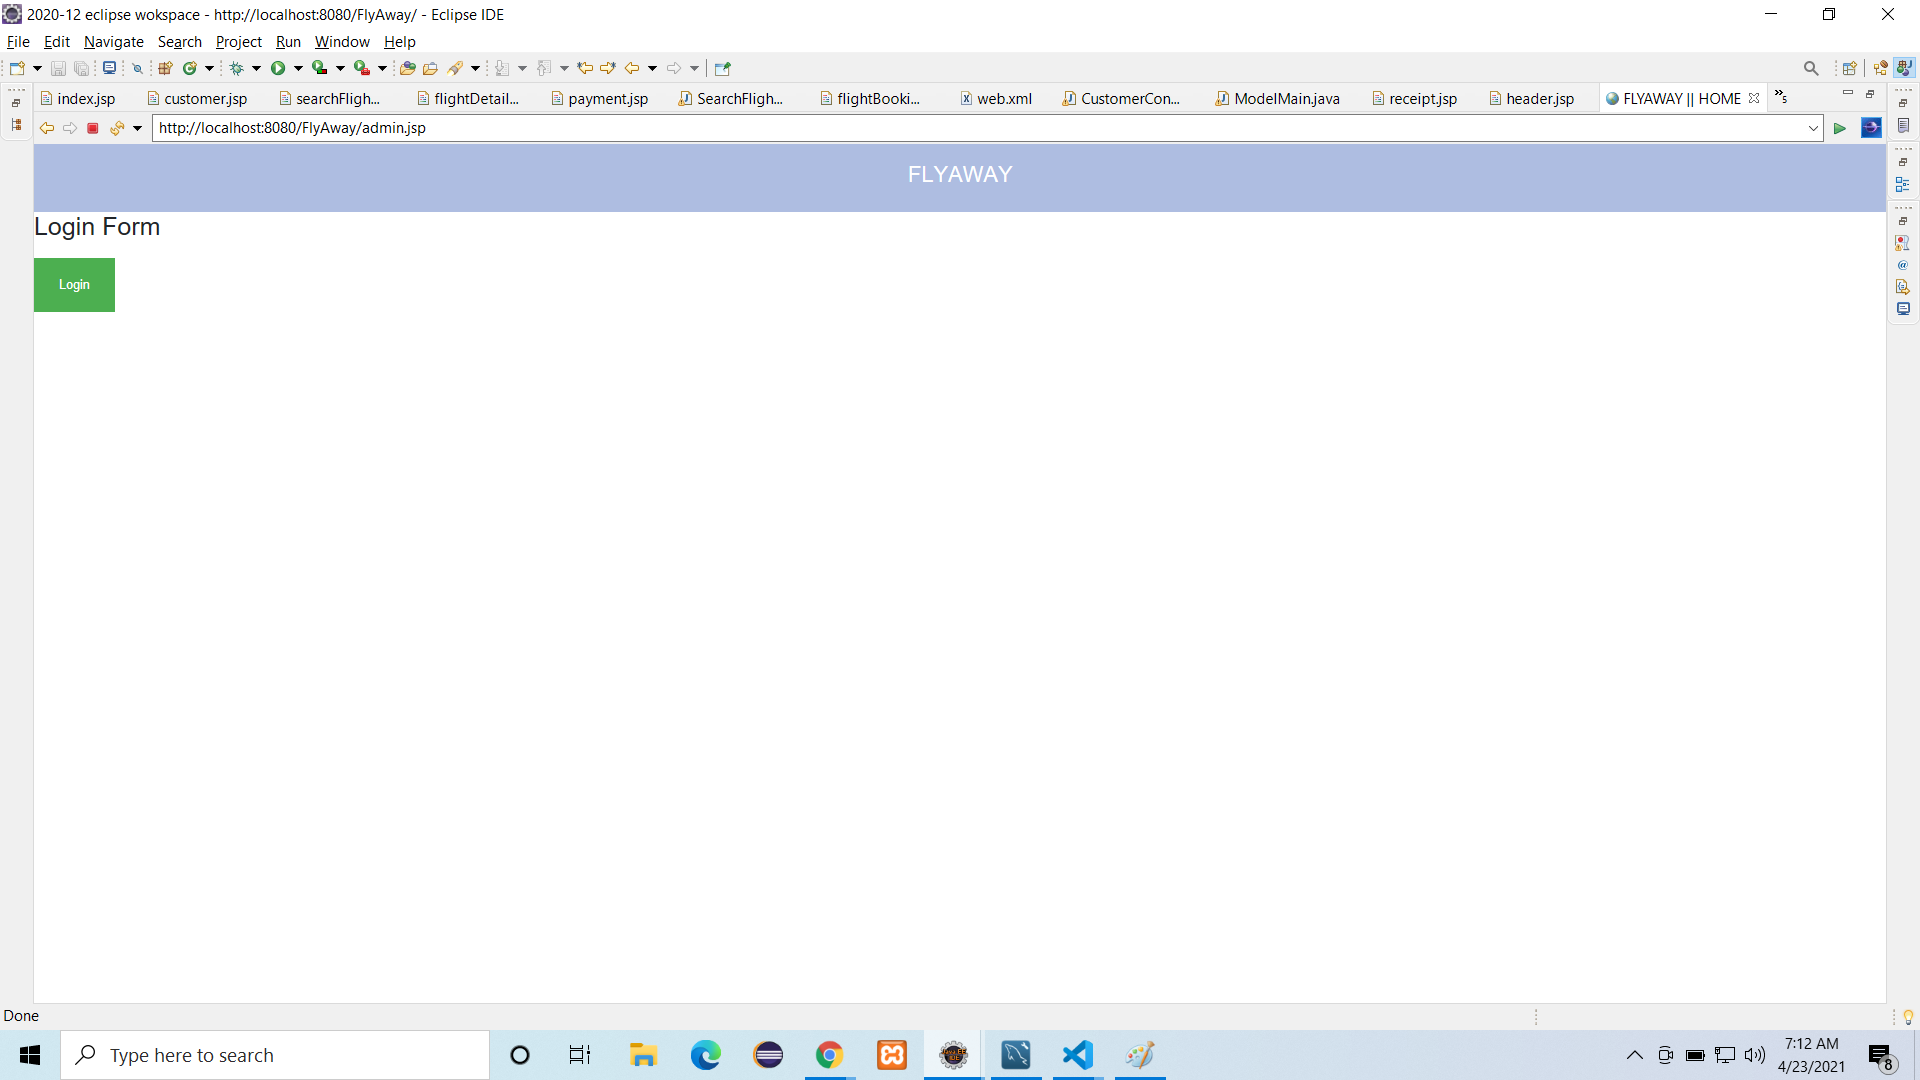 2020-12 eclipse wokspace - http://localhost:8080/FlyAway/ - Eclipse IDE
File Edit Navigate Search Project Run Window Help
index.jsp customer.jsp searchFligh... flightDetail... payment.jsp SearchFligh... flightBooki... web.xml CustomerCon... ModelMain.java receipt.jsp header.jsp FLYAWAY || HOME »5
http://localhost:8080/FlyAway/admin.jsp
FLYAWAY
Login Form
Login
Done
Type here to search
7:12 AM
4/23/2021
8